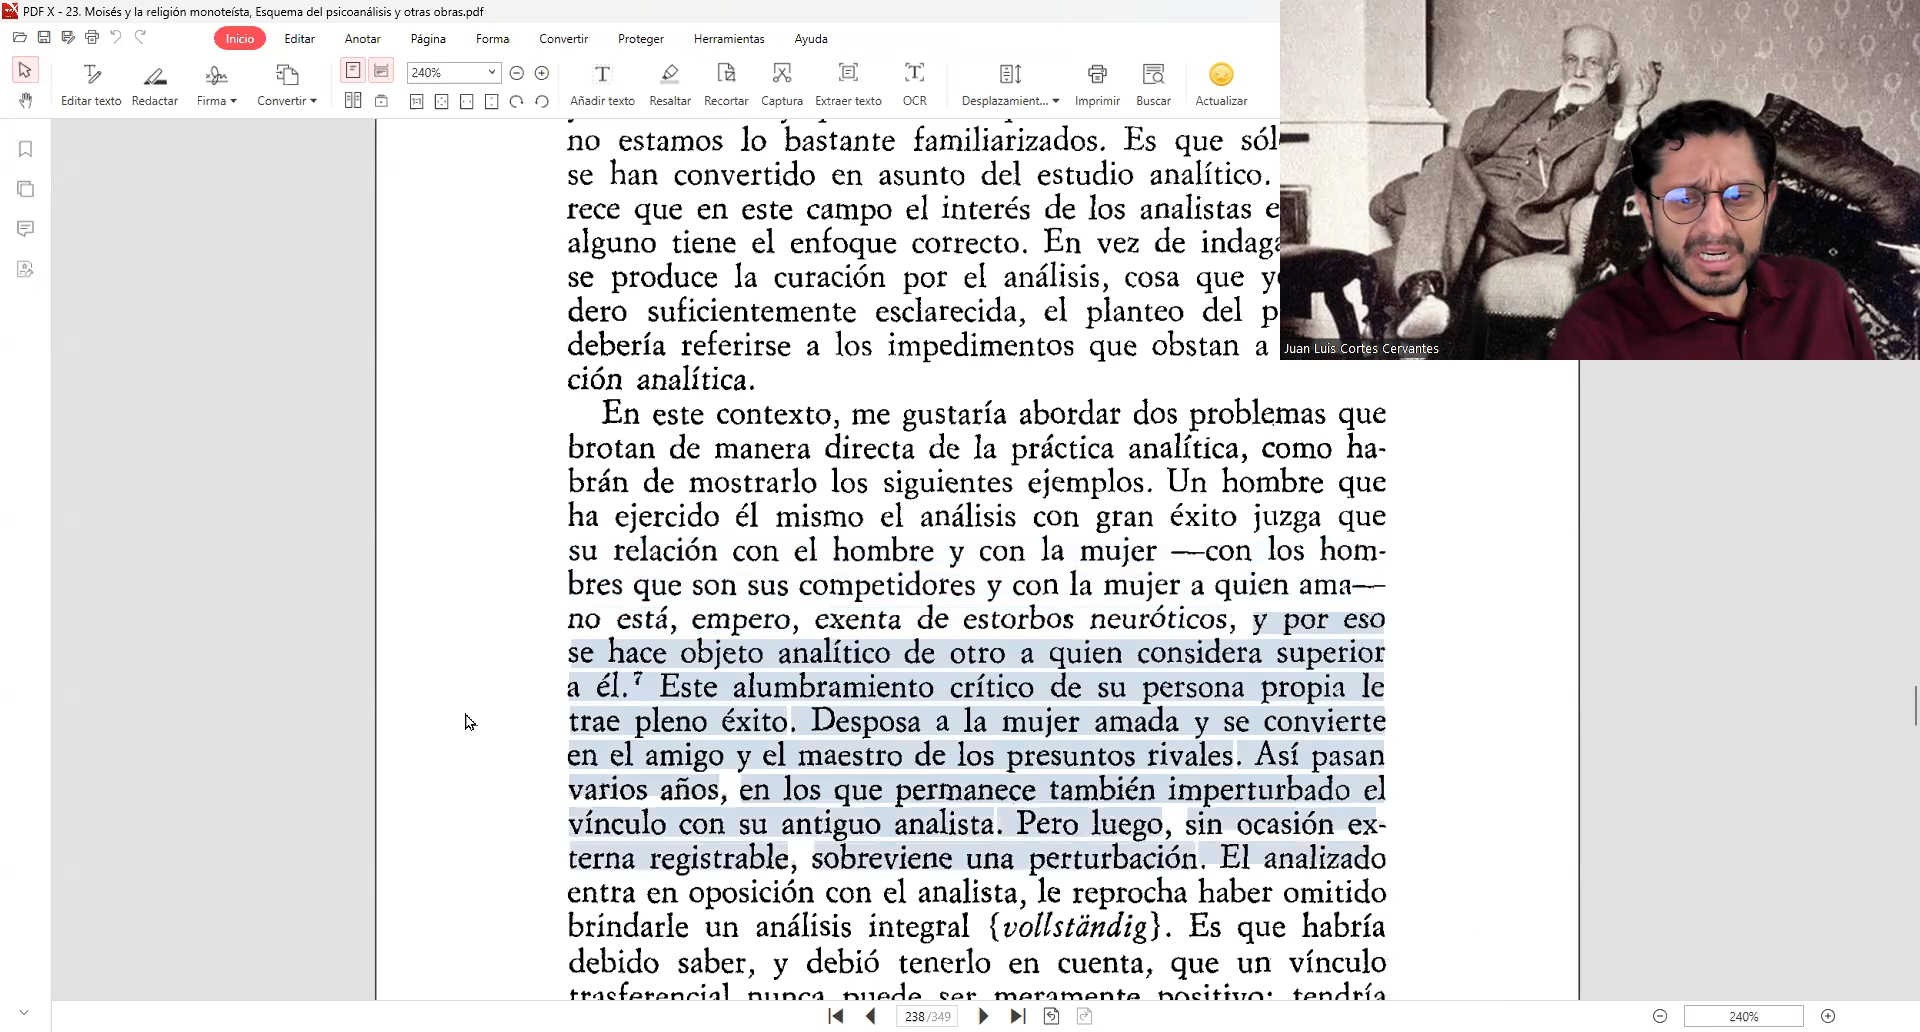 PDF X - 23. Moisés y la religión monoteísta, Esquema del psicoanálisis y otras obras.pdf
Inicio Editar Anotar Página Forma Convertir Proteger Herramientas Ayuda
240%
Editar texto Redactar Firma Convertir Añadir texto Resaltar Recortar Captura Extraer texto OCR Desplazamient... Imprimir Buscar Actualizar
no estamos lo bastante familiarizados. Es que sól
se han convertido en asunto del estudio analítico.
rece que en este campo el interés de los analistas e
alguno tiene el enfoque correcto. En vez de indaga
se produce la curación por el análisis, cosa que y
dero suficientemente esclarecida, el planteo del p
debería referirse a los impedimentos que obstan a
ción analítica.
En este contexto, me gustaría abordar dos problemas que
brotan de manera directa de la práctica analítica, como ha-
brán de mostrarlo los siguientes ejemplos. Un hombre que
ha ejercido él mismo el análisis con gran éxito juzga que
su relación con el hombre y con la mujer —con los hom-
bres que son sus competidores y con la mujer a quien ama—
no está, empero, exenta de estorbos neuróticos, y por eso
se hace objeto analítico de otro a quien considera superior
a él.⁷ Este alumbramiento crítico de su persona propia le
trae pleno éxito. Desposa a la mujer amada y se convierte
en el amigo y el maestro de los presuntos rivales. Así pasan
varios años, en los que permanece también imperturbado el
vínculo con su antiguo analista. Pero luego, sin ocasión ex-
terna registrable, sobreviene una perturbación. El analizado
entra en oposición con el analista, le reprocha haber omitido
brindarle un análisis integral {vollständig}. Es que habría
debido saber, y debió tenerlo en cuenta, que un vínculo
trasferencial nunca puede ser meramente positivo; tendría
Juan Luis Cortes Cervantes
238/349
240%